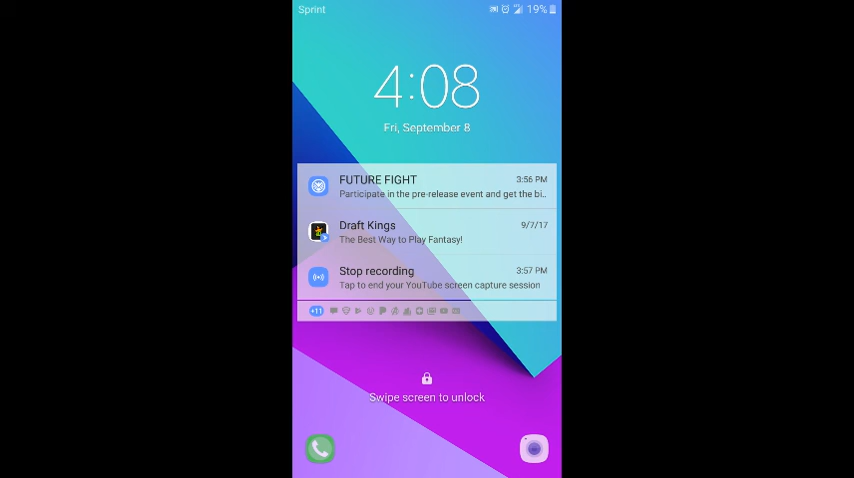 Sprint 19%
4:08
Fri, September 8
FUTURE FIGHT 3:56 PM
Participate in the pre-release event and get the bi..
Draft Kings 9/7/17
The Best Way to Play Fantasy!
Stop recording 3:57 PM
Tap to end your YouTube screen capture session
+11
Swipe screen to unlock